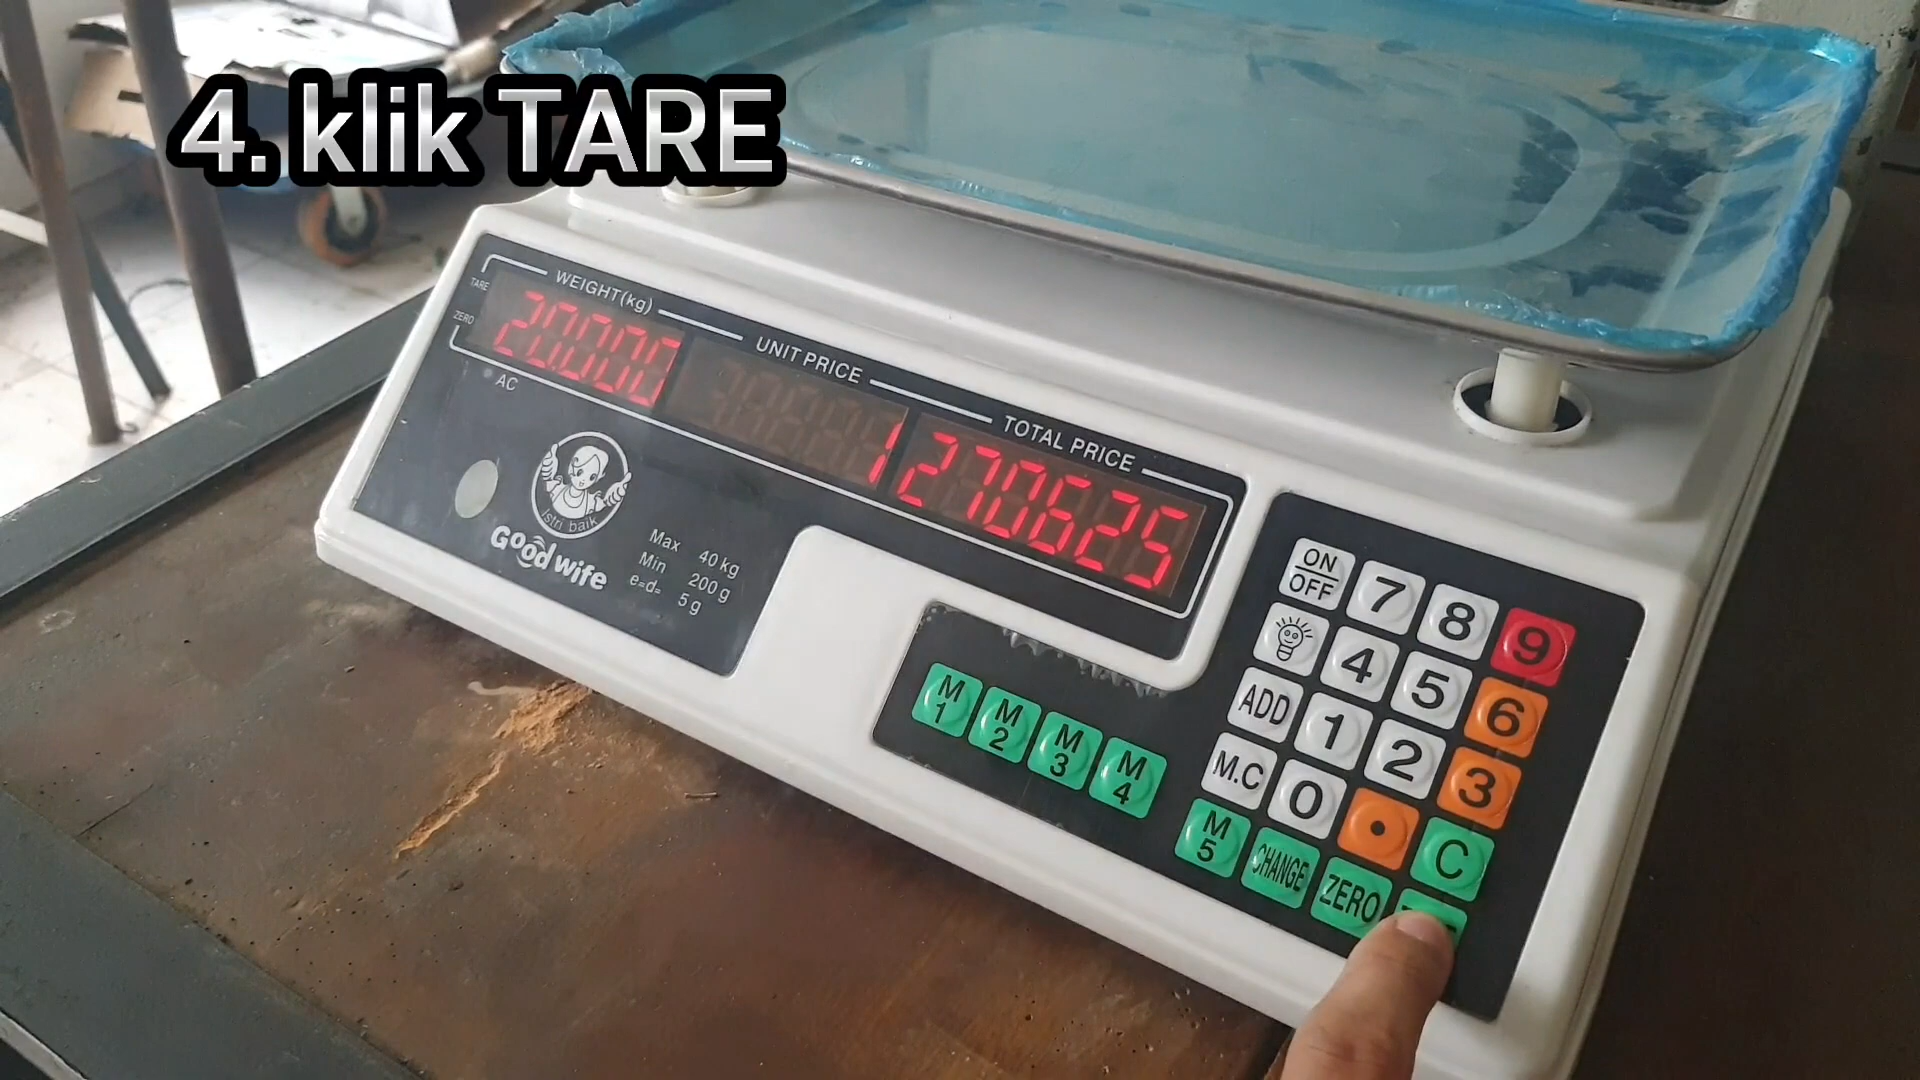 4. klik TARE
TARE
WEIGHT(kg)
ZERO
20.000
UNIT PRICE
1
TOTAL PRICE
270625
AC
istri baik
Good wife
Max 40 kg
Min 200 g
e=d= 5 g
ON
OFF
7
8
9
4
5
6
ADD
1
2
3
M.C
0
.
C
M
1
M
2
M
3
M
4
M
5
CHANGE
ZERO